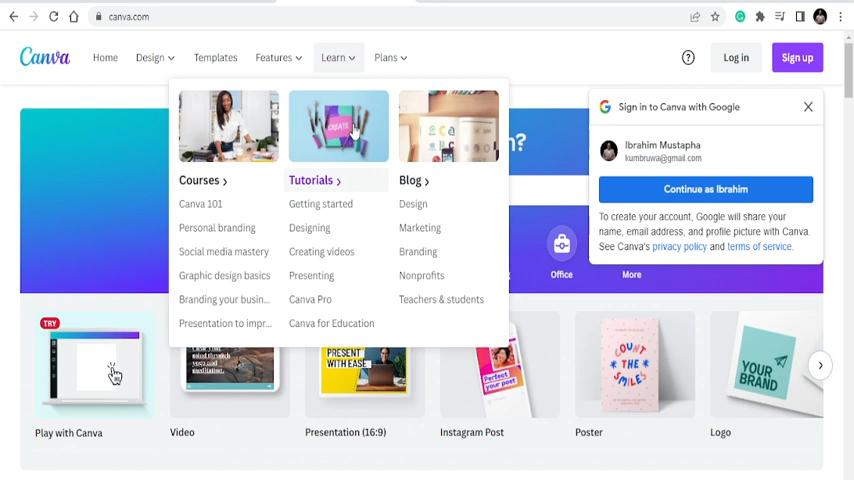 canva.com
Canva Home Design Templates Features Learn Plans Log in Sign up
Sign in to Canva with Google
Ibrahim Mustapha
kumbruwa@gmail.com
Continue as Ibrahim
To create your account, Google will share your
name, email address, and profile picture with Canva.
See Canva's privacy policy and terms of service.
CREATE
Courses
Canva 101
Personal branding
Social media mastery
Graphic design basics
Branding your busin...
Presentation to impr...
Tutorials
Getting started
Designing
Creating videos
Presenting
Canva Pro
Canva for Education
Blog
Design
Marketing
Branding
Nonprofits
Teachers & students
?
Office
More
TRY
Play with Canva
through
yoga and
meditation.
Video
PRESENT
WITH EASE
Presentation (16:9)
Perfect
your post
Instagram Post
COUNT
THE
SMILES
Poster
YOUR
BRAND
Logo